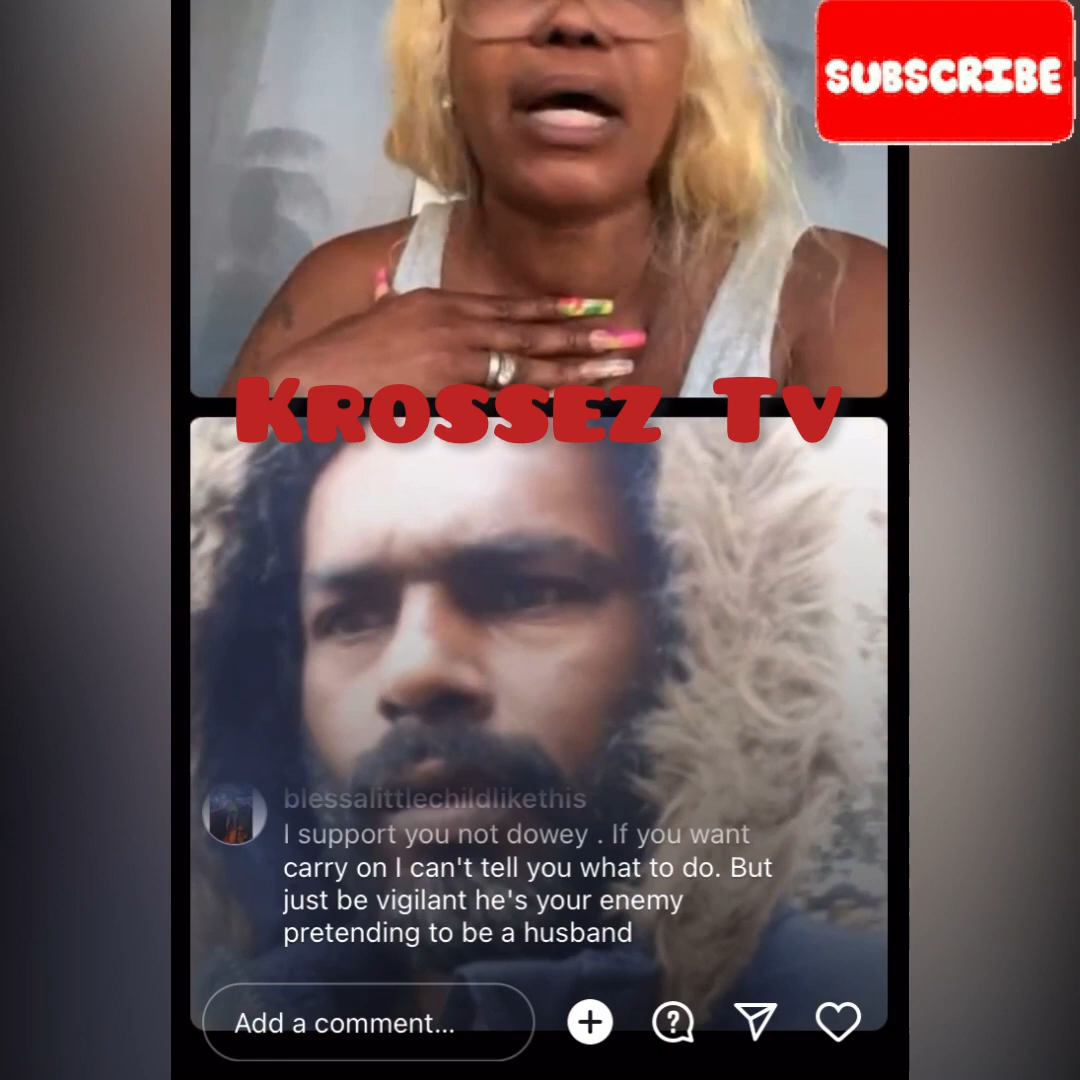 SUBSCRIBE
KROSSEZ TV
blessalittlechildlikethis
I support you not dowey . If you want
carry on I can't tell you what to do. But
just be vigilant he's your enemy
pretending to be a husband
Add a comment...